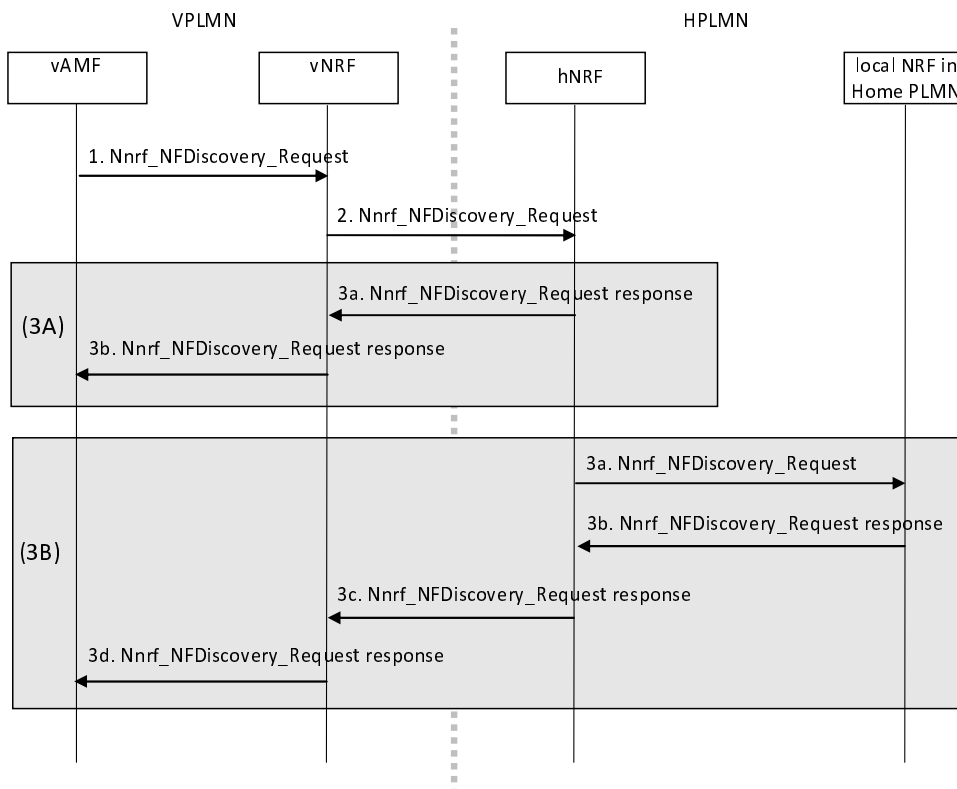 VPLMN HPLMN
vAMF
vNRF
hNRF
local NRF in
Home PLMN
1. Nnrf_NFDiscovery_Request
2. Nnrf_NFDiscovery_Request
3a. Nnrf_NFDiscovery_Request response
(3A)
3b. Nnrf_NFDiscovery_Request response
3a. Nnrf_NFDiscovery_Request
3b. Nnrf_NFDiscovery_Request response
(3B)
3c. Nnrf_NFDiscovery_Request response
3d. Nnrf_NFDiscovery_Request response